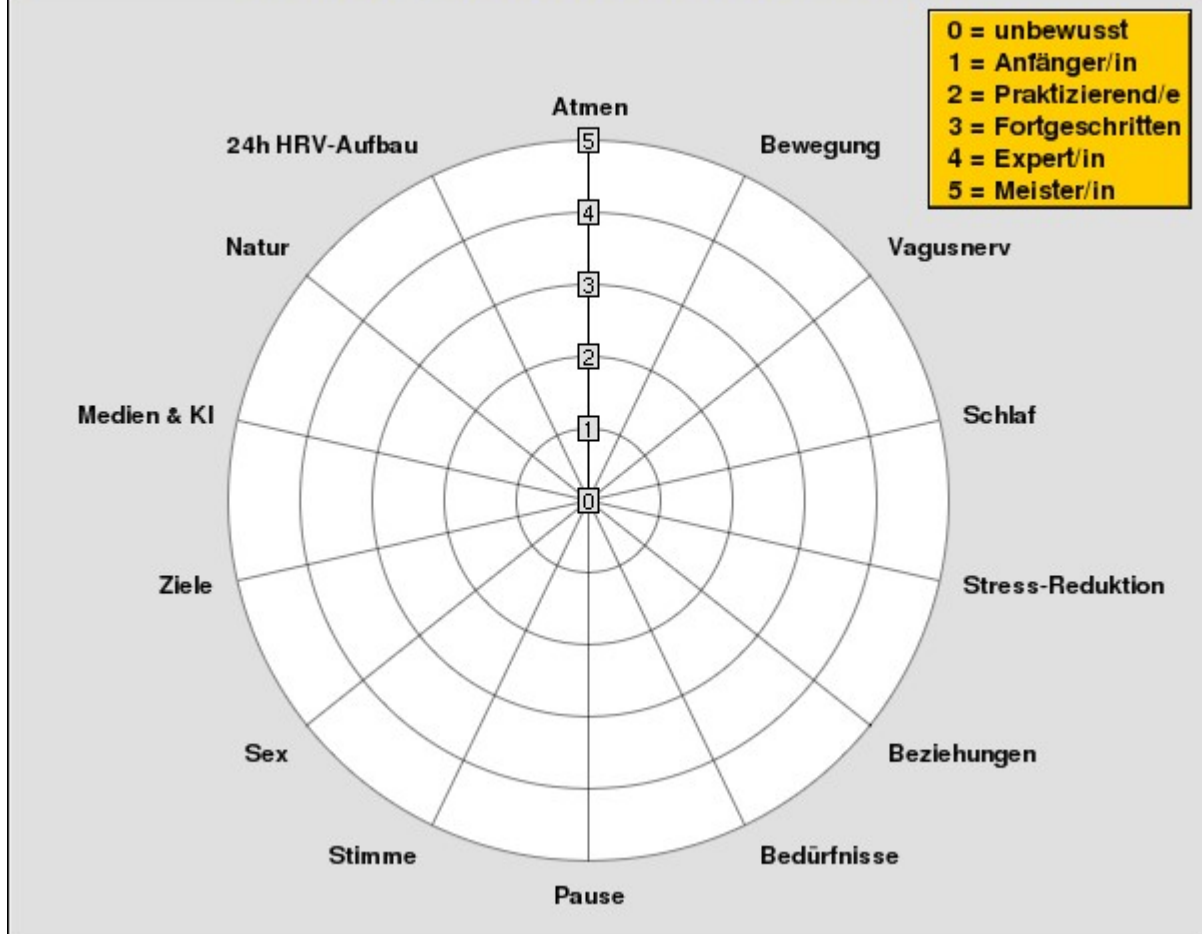 0 = unbewusst
1 = Anfänger/in
2 = Praktizierend/e
3 = Fortgeschritten
4 = Expert/in
5 = Meister/in
Atmen
24h HRV-Aufbau
Bewegung
Natur
Vagusnerv
Medien & KI
Schlaf
Ziele
Stress-Reduktion
Sex
Beziehungen
Stimme
Bedürfnisse
Pause
5
4
3
2
1
0